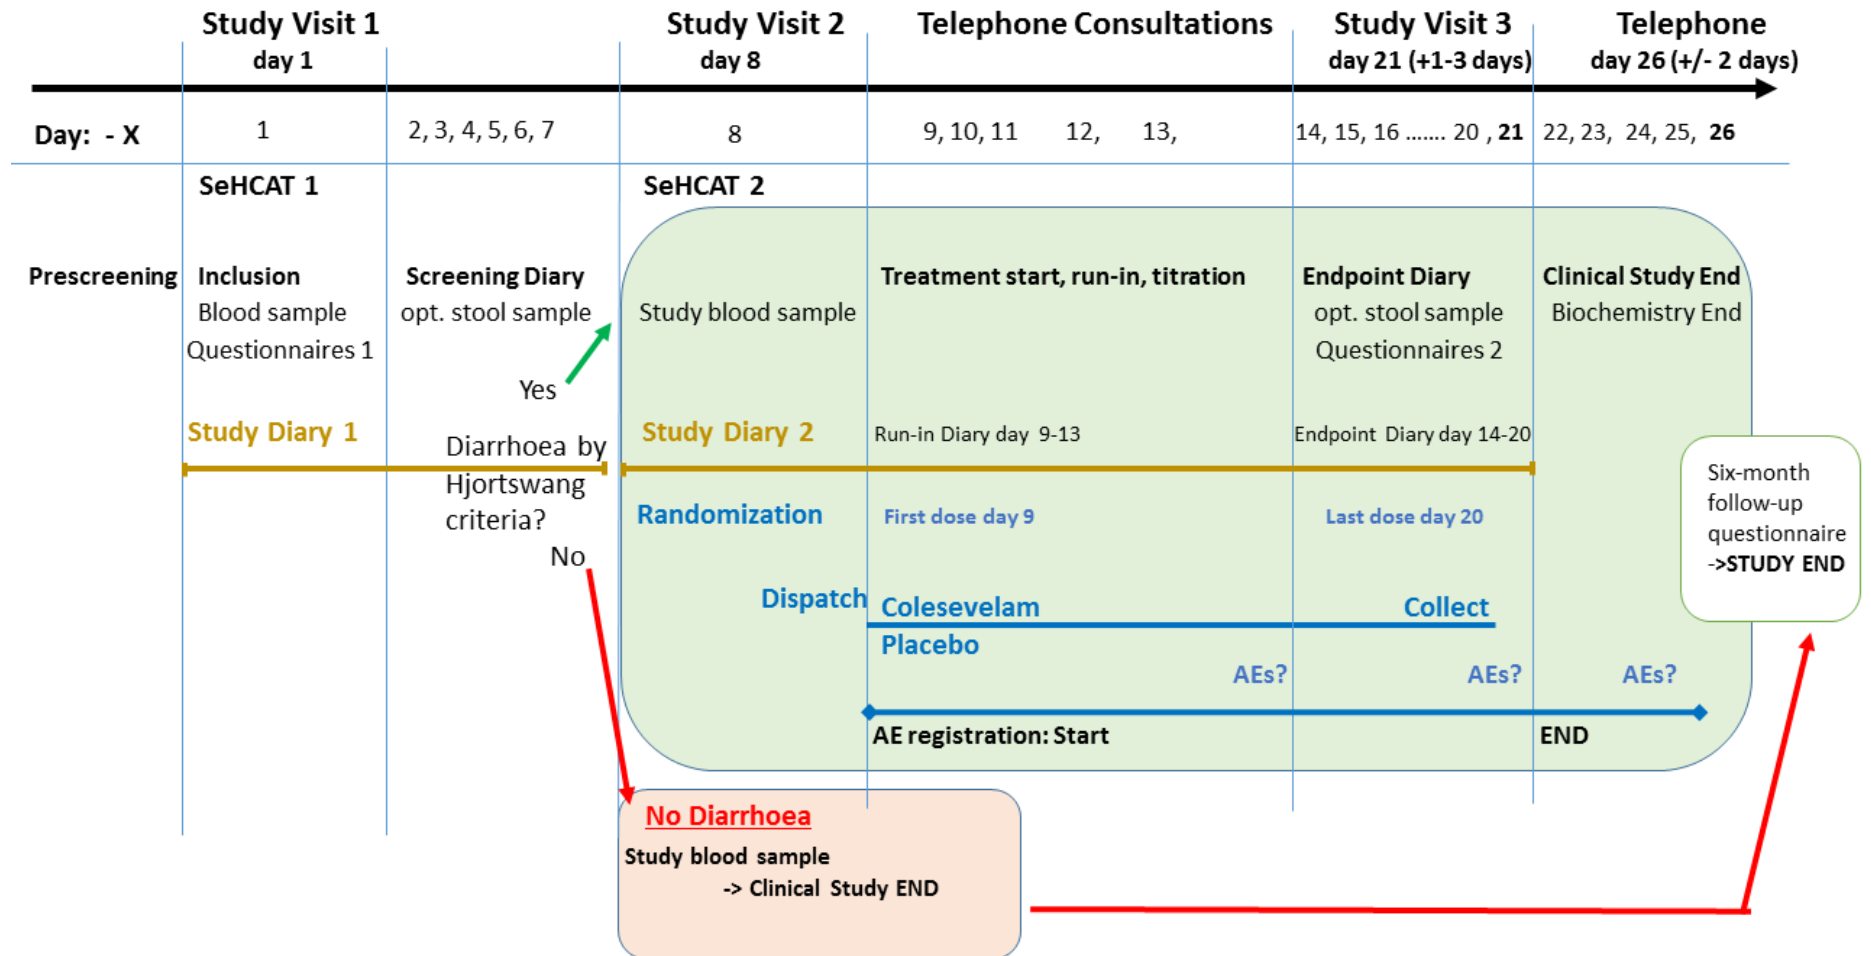 Study Visit 1
day 1
Study Visit 2
day 8
Telephone Consultations
Study Visit 3
day 21 (+1-3 days)
Telephone
day 26 (+/- 2 days)
Day: - X
1
2, 3, 4, 5, 6, 7
8
9, 10, 11 12, 13,
14, 15, 16 ....... 20 , 21
22, 23, 24, 25, 26
SeHCAT 1
SeHCAT 2
Prescreening
Inclusion
Blood sample
Questionnaires 1
Screening Diary
opt. stool sample
Study blood sample
Treatment start, run-in, titration
Endpoint Diary
opt. stool sample
Questionnaires 2
Clinical Study End
Biochemistry End
Yes
Study Diary 1
Diarrhoea by
Hjortswang
criteria?
No
Study Diary 2
Run-in Diary day 9-13
Endpoint Diary day 14-20
Randomization
First dose day 9
Last dose day 20
Six-month
follow-up
questionnaire
->STUDY END
Dispatch
Colesevelam
Placebo
Collect
AEs?
AEs?
AEs?
AE registration: Start
END
No Diarrhoea
Study blood sample
-> Clinical Study END